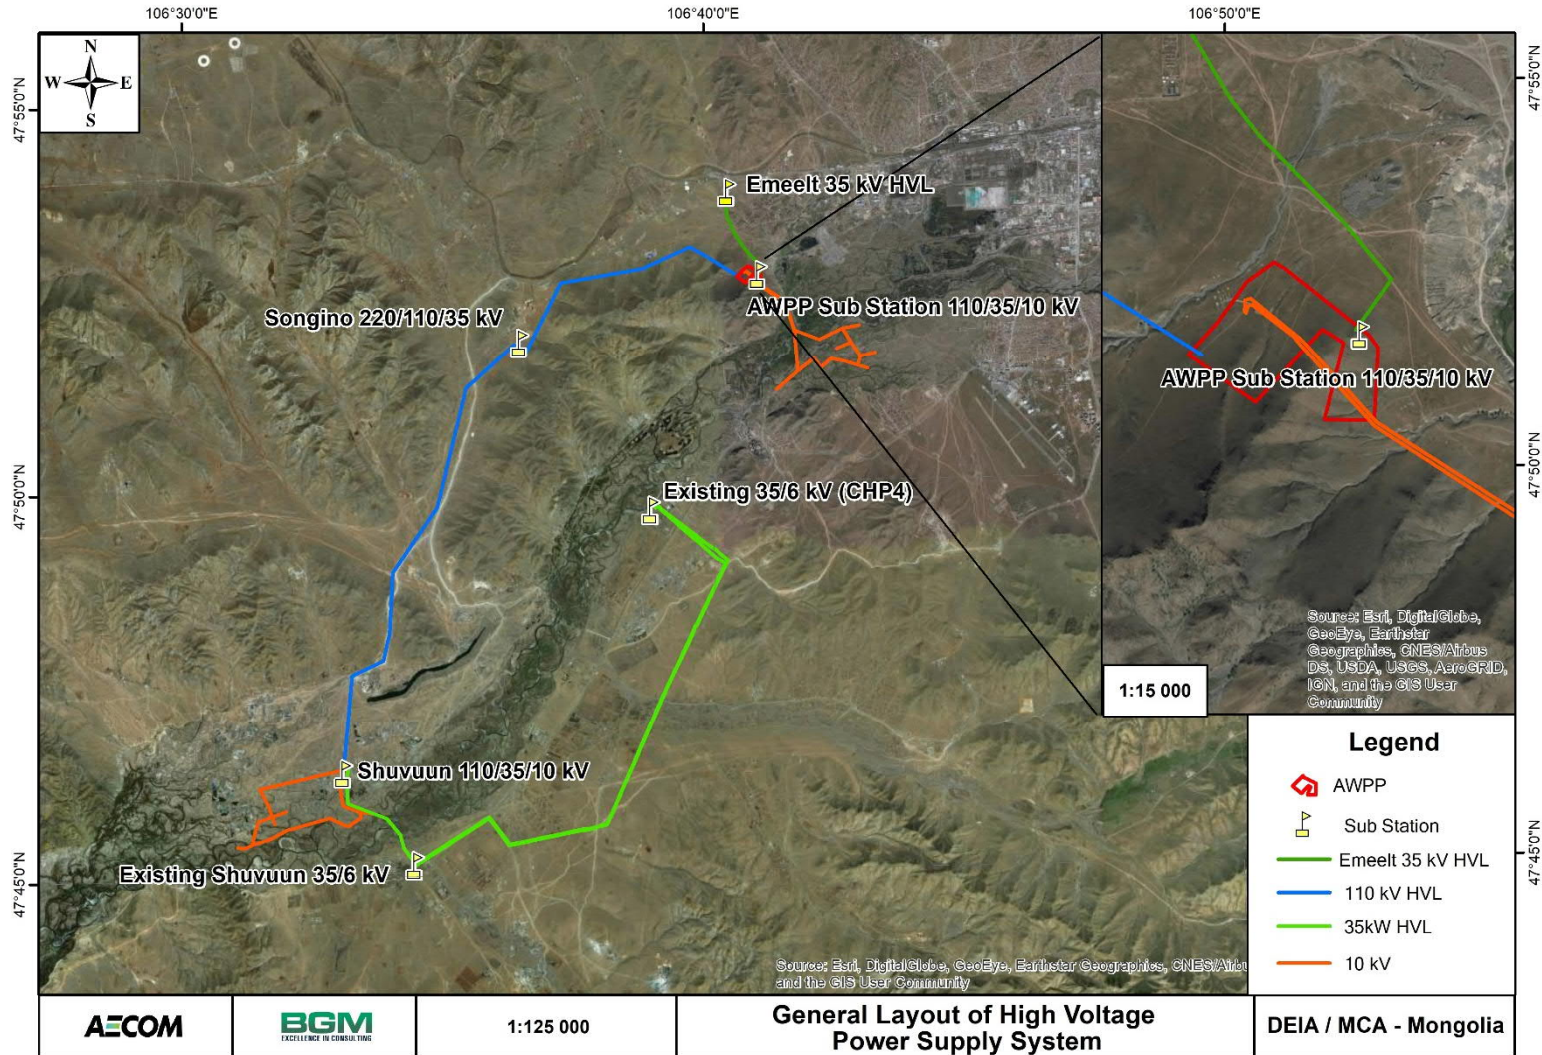 106°30'0"E
106°40'0"E
106°50'0"E
N
W E
S
47°55'0"N
47°55'0"N
Emeelt 35 kV HVL
AWPP Sub Station 110/35/10 kV
Songino 220/110/35 kV
AWPP Sub Station 110/35/10 kV
47°50'0"N
47°50'0"N
Existing 35/6 kV (CHP4)
Source: Esri, DigitalGlobe,
GeoEye, Earthstar
Geographics, CNES/Airbus
DS, USDA, USGS, AeroGRID,
IGN, and the GIS User
Community
1:15 000
Shuvuun 110/35/10 kV
Existing Shuvuun 35/6 kV
47°45'0"N
47°45'0"N
Legend
AWPP
Sub Station
Emeelt 35 kV HVL
110 kV HVL
35kW HVL
10 kV
Source: Esri, DigitalGlobe, GeoEye, Earthstar Geographics, CNES/Airbu
and the GIS User Community
AECOM
BGM
EXCELLENCE IN CONSULTING
1:125 000
General Layout of High Voltage
Power Supply System
DEIA / MCA - Mongolia